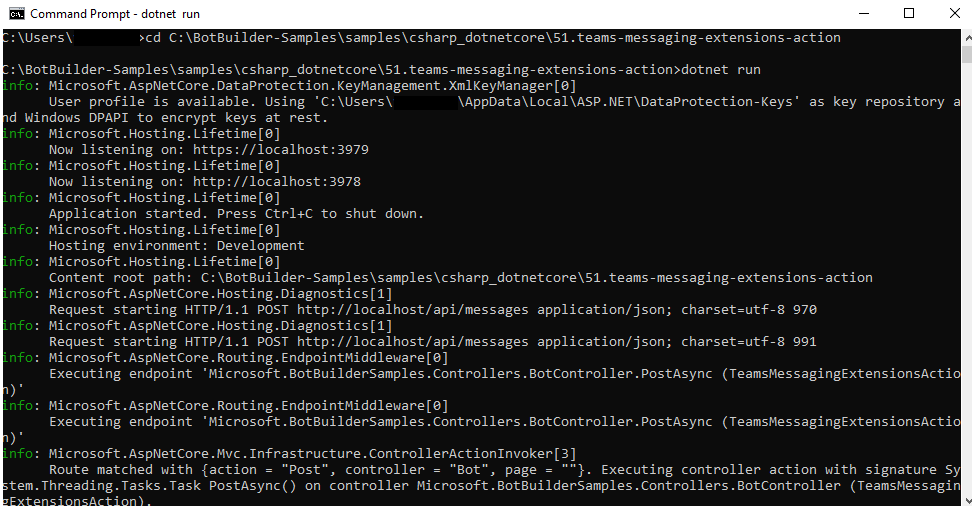 Command Prompt - dotnet run
C:\Users\ >cd C:\BotBuilder-Samples\samples\csharp_dotnetcore\51.teams-messaging-extensions-action
C:\BotBuilder-Samples\samples\csharp_dotnetcore\51.teams-messaging-extensions-action>dotnet run
info: Microsoft.AspNetCore.DataProtection.KeyManagement.XmlKeyManager[0]
User profile is available. Using 'C:\Users\ \AppData\Local\ASP.NET\DataProtection-Keys' as key repository a
nd Windows DPAPI to encrypt keys at rest.
info: Microsoft.Hosting.Lifetime[0]
Now listening on: https://localhost:3979
info: Microsoft.Hosting.Lifetime[0]
Now listening on: http://localhost:3978
info: Microsoft.Hosting.Lifetime[0]
Application started. Press Ctrl+C to shut down.
info: Microsoft.Hosting.Lifetime[0]
Hosting environment: Development
info: Microsoft.Hosting.Lifetime[0]
Content root path: C:\BotBuilder-Samples\samples\csharp_dotnetcore\51.teams-messaging-extensions-action
info: Microsoft.AspNetCore.Hosting.Diagnostics[1]
Request starting HTTP/1.1 POST http://localhost/api/messages application/json; charset=utf-8 970
info: Microsoft.AspNetCore.Hosting.Diagnostics[1]
Request starting HTTP/1.1 POST http://localhost/api/messages application/json; charset=utf-8 991
info: Microsoft.AspNetCore.Routing.EndpointMiddleware[0]
Executing endpoint 'Microsoft.BotBuilderSamples.Controllers.BotController.PostAsync (TeamsMessagingExtensionsActio
n)'
info: Microsoft.AspNetCore.Routing.EndpointMiddleware[0]
Executing endpoint 'Microsoft.BotBuilderSamples.Controllers.BotController.PostAsync (TeamsMessagingExtensionsActio
n)'
info: Microsoft.AspNetCore.Mvc.Infrastructure.ControllerActionInvoker[3]
Route matched with {action = "Post", controller = "Bot", page = ""}. Executing controller action with signature Sy
stem.Threading.Tasks.Task PostAsync() on controller Microsoft.BotBuilderSamples.Controllers.BotController (TeamsMessagin
gExtensionsAction).